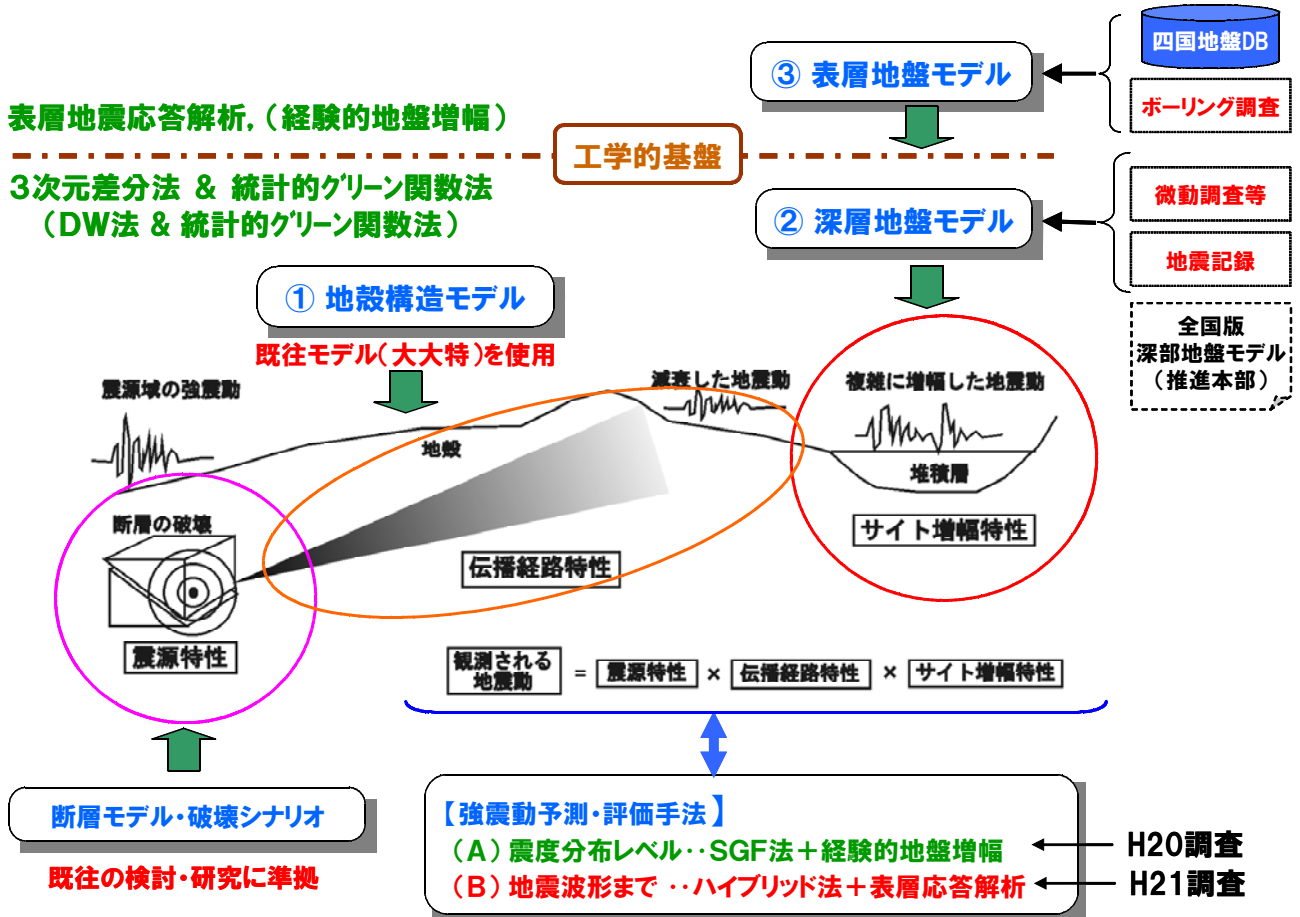 四国地盤DB
③ 表層地盤モデル
ボーリング調査
表層地震応答解析,（経験的地盤増幅）
工学的基盤
3次元差分法 & 統計的グリーン関数法
（DW法 & 統計的グリーン関数法）
微動調査等
② 深層地盤モデル
地震記録
① 地殻構造モデル
既往モデル（大大特）を使用
全国版
深部地盤モデル
（推進本部）
震源域の強震動
減衰した地震動
複雑に増幅した地震動
地殻
堆積層
断層の破壊
サイト増幅特性
伝播経路特性
震源特性
観測される
地震動
= 震源特性 × 伝播経路特性 × サイト増幅特性
断層モデル・破壊シナリオ
既往の検討・研究に準拠
【強震動予測・評価手法】
（A）震度分布レベル‥SGF法＋経験的地盤増幅
H20調査
（B）地震波形まで ‥ハイブリッド法＋表層応答解析
H21調査